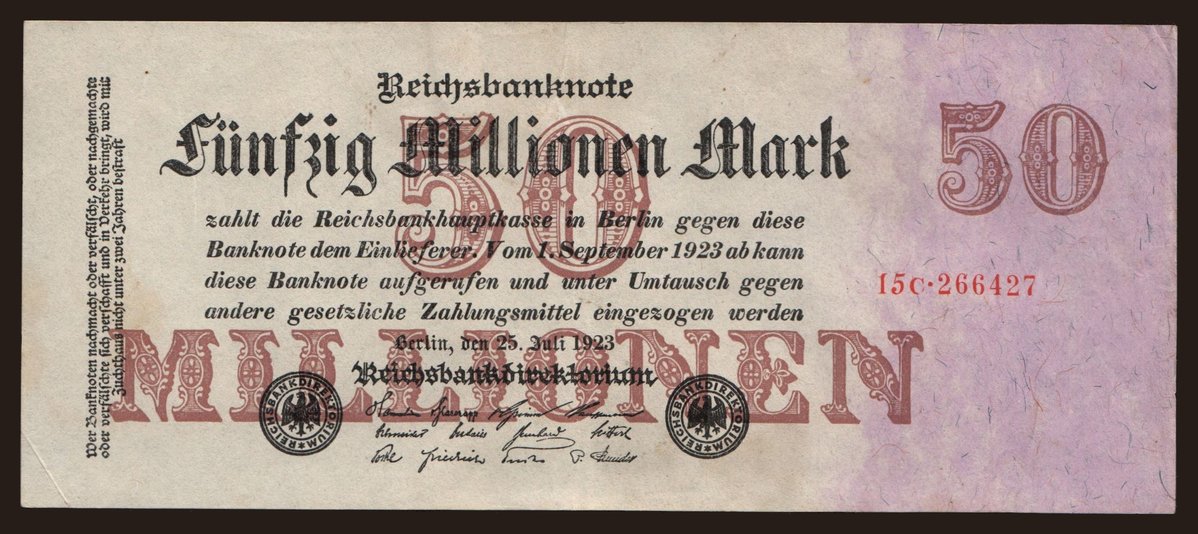 Reichsbanknote
Fünfzig Millionen Mark
50
50
zahlt die Reichsbankhauptkasse in Berlin gegen diese
Banknote dem Einlieferer. Vom 1. September 1923 ab kann
diese Banknote aufgerufen und unter Umtausch gegen
andere gesetzliche Zahlungsmittel eingezogen werden
15C·266427
MILLIONEN
Berlin, den 25. Juli 1923
Reichsbankdirektorium
REICHSBANKDIREKTORIUM
REICHSBANKDIREKTORIUM
Wer Banknoten nachmacht oder verfälscht, oder nachgemachte
oder verfälschte sich verschafft und in Verkehr bringt, wird mit
Zuchthaus nicht unter zwei Jahren bestraft